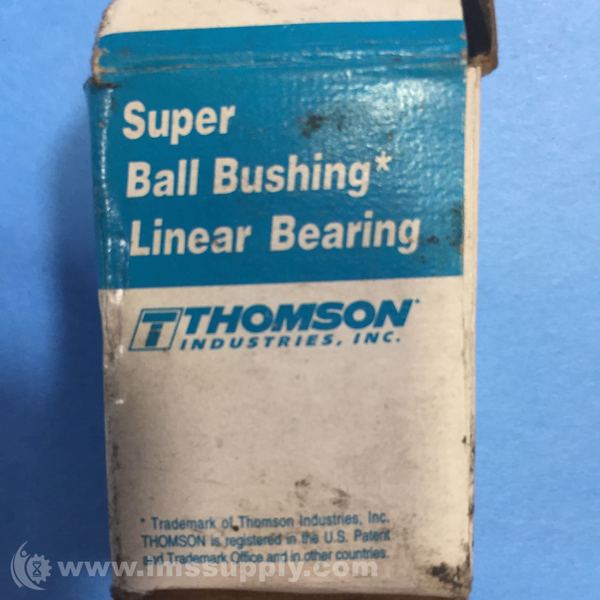 Super
Ball Bushing*
Linear Bearing
T THOMSON
INDUSTRIES, INC.
* Trademark of Thomson Industries, Inc.
THOMSON is registered in the U.S. Patent
and Trademark Office and in other countries.
www.imssupply.com